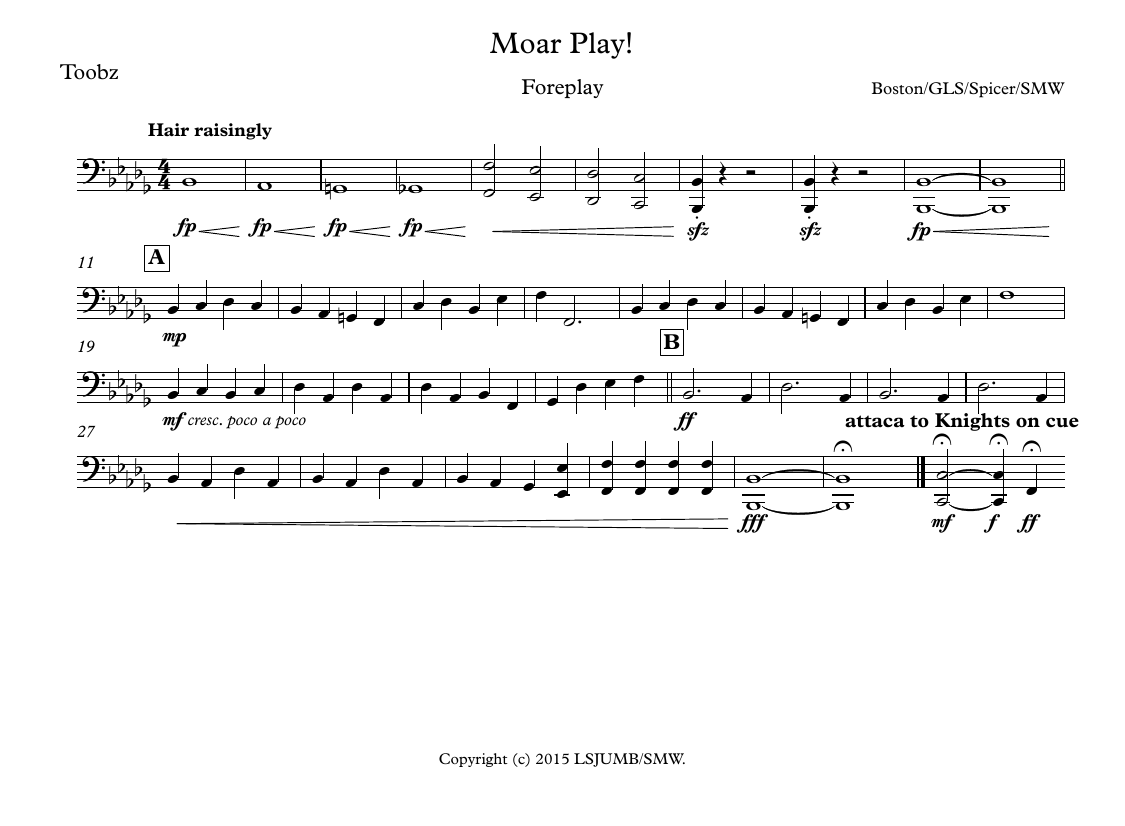 Moar Play!
Toobz
Foreplay
Boston/GLS/Spicer/SMW
Hair raisingly
4
4
fp fp fp fp sfz sfz fp
11
A
mp
19
B
mf cresc. poco a poco ff
attaca to Knights on cue
27
fff mf f ff
Copyright (c) 2015 LSJUMB/SMW.